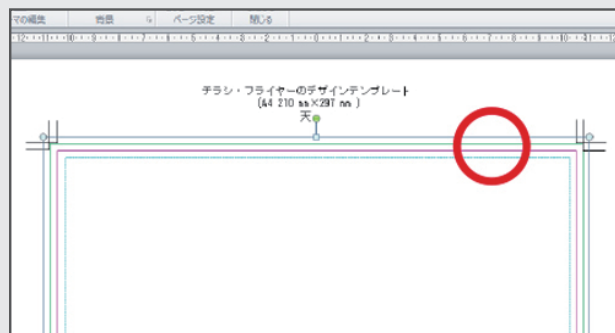 マの編集 背景 ページ設定 閉じる
チラシ・フライヤーのデザインテンプレート
(A4 210 mm×297 mm )
天